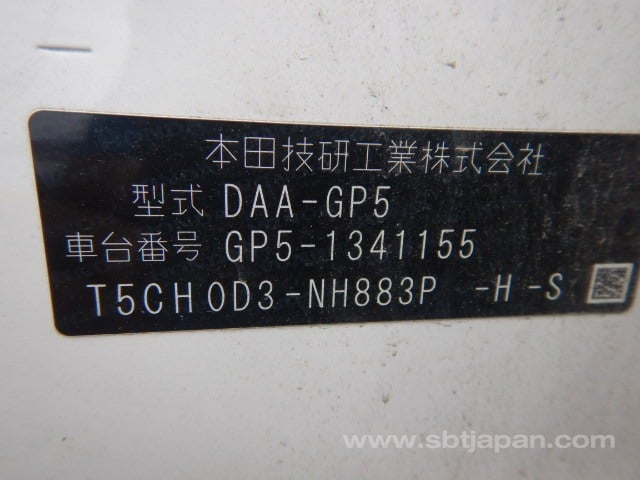 本田技研工業株式会社
型式 DAA-GP5
車台番号 GP5-1341155
T5CH0D3-NH883P -H -S
www.sbtjapan.com